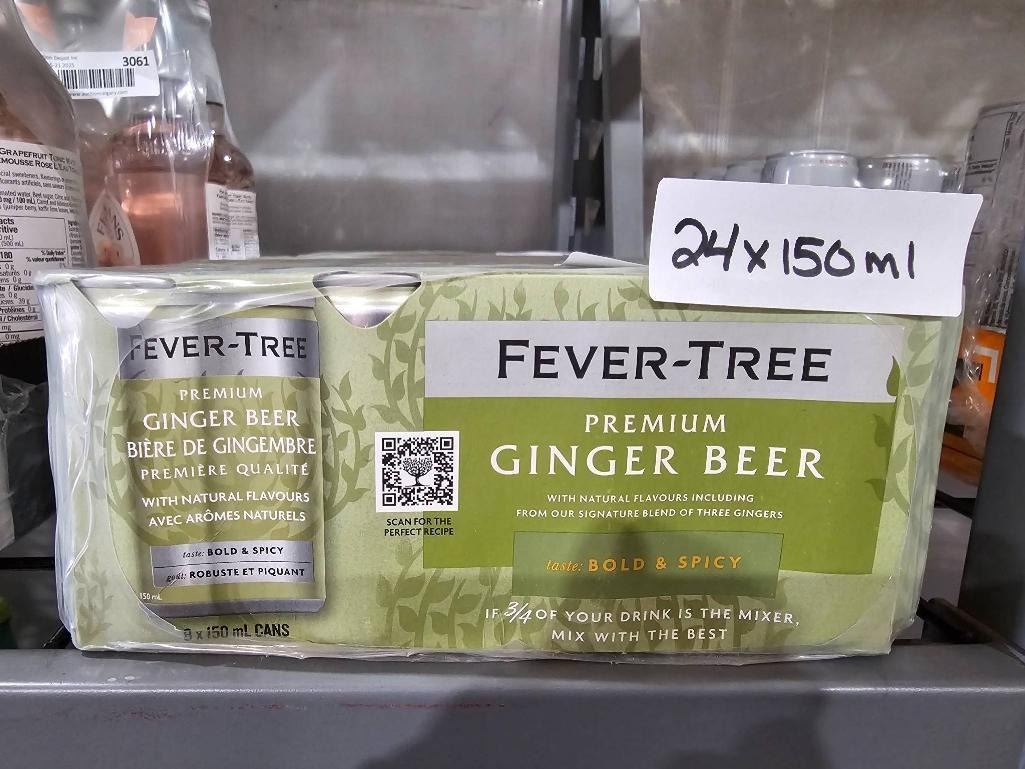 3061
24x150ml
GRAPEFRUIT
FEVER-TREE
PREMIUM
GINGER BEER
BIÈRE DE GINGEMBRE
PREMIÈRE QUALITÉ
WITH NATURAL FLAVOURS
AVEC ARÔMES NATURELS
taste: BOLD & SPICY
goût: ROBUSTE ET PIQUANT
150 mL
8 x 150 mL CANS
SCAN FOR THE
PERFECT RECIPE
FEVER-TREE
PREMIUM
GINGER BEER
WITH NATURAL FLAVOURS INCLUDING
FROM OUR SIGNATURE BLEND OF THREE GINGERS
taste: BOLD & SPICY
IF 3/4 OF YOUR DRINK IS THE MIXER,
MIX WITH THE BEST